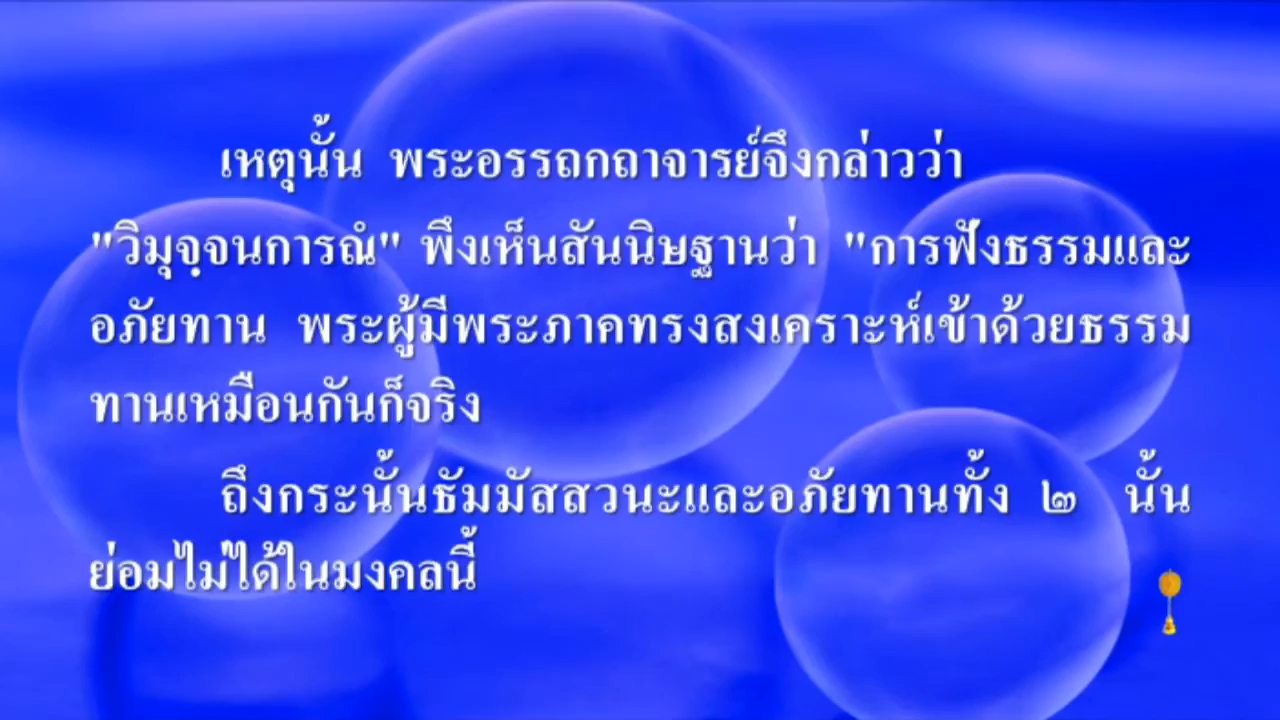 เหตุนั้น พระอรรถกถาจารย์จึงกล่าวว่า
"วิมุจฺจนการณํ" พึงเห็นสันนิษฐานว่า "การฟังธรรมและ
อภัยทาน พระผู้มีพระภาคทรงสงเคราะห์เข้าด้วยธรรม
ทานเหมือนกันก็จริง
ถึงกระนั้นธัมมัสสวนะและอภัยทานทั้ง ๒ นั้น
ย่อมไม่ได้ในมงคลนี้